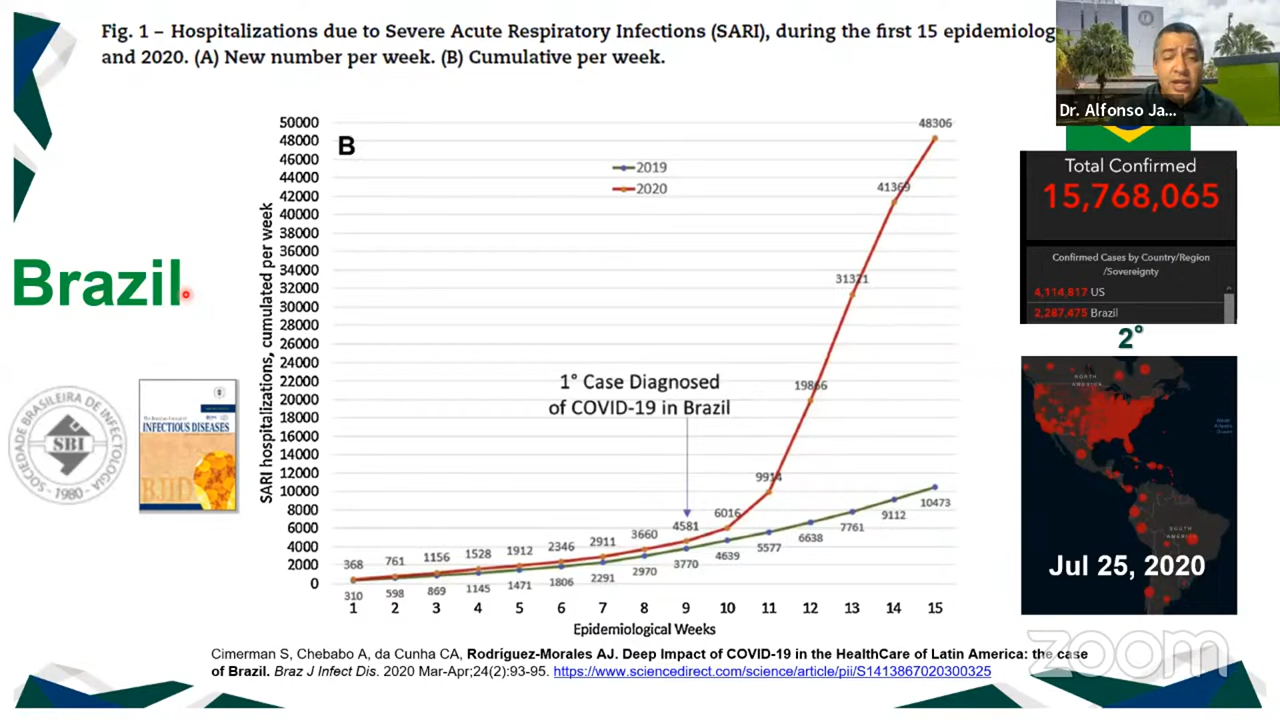 Fig. 1 – Hospitalizations due to Severe Acute Respiratory Infections (SARI), during the first 15 epidemiolog
and 2020. (A) New number per week. (B) Cumulative per week.
Dr. Alfonso Ja...
B
2019
2020
SARI hospitalizations, cumulated per week
50000
48000
46000
44000
42000
40000
38000
36000
34000
32000
30000
28000
26000
24000
22000
20000
18000
16000
14000
12000
10000
8000
6000
4000
2000
0
48306
41369
31321
19866
9914
6016
4581
3660
2911
2346
1912
1528
1156
761
368
310
598
869
1145
1471
1806
2291
2970
3770
4639
5577
6638
7761
9112
10473
1° Case Diagnosed
of COVID-19 in Brazil
1 2 3 4 5 6 7 8 9 10 11 12 13 14 15
Epidemiological Weeks
Brazil
SOCIEDADE BRASILEIRA DE INFECTOLOGIA
SBI
- 1980 -
INFECTIOUS DISEASES
BJID
Total Confirmed
15,768,065
Confirmed Cases by Country/Region
/Sovereignty
4,114,817 US
2,287,475 Brazil
2°
NORTH
AMERICA
SOUTH
AMERICA
Jul 25, 2020
Cimerman S, Chebabo A, da Cunha CA, Rodríguez-Morales AJ. Deep Impact of COVID-19 in the HealthCare of Latin America: the case
of Brazil. Braz J Infect Dis. 2020 Mar-Apr;24(2):93-95. https://www.sciencedirect.com/science/article/pii/S1413867020300325
zoom